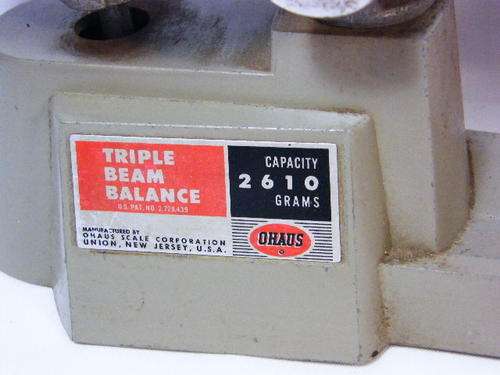 TRIPLE
BEAM
BALANCE
U.S. PAT. NO. 2,729,439
CAPACITY
2610
GRAMS
MANUFACTURED BY
OHAUS SCALE CORPORATION
UNION, NEW JERSEY, U.S.A.
OHAUS